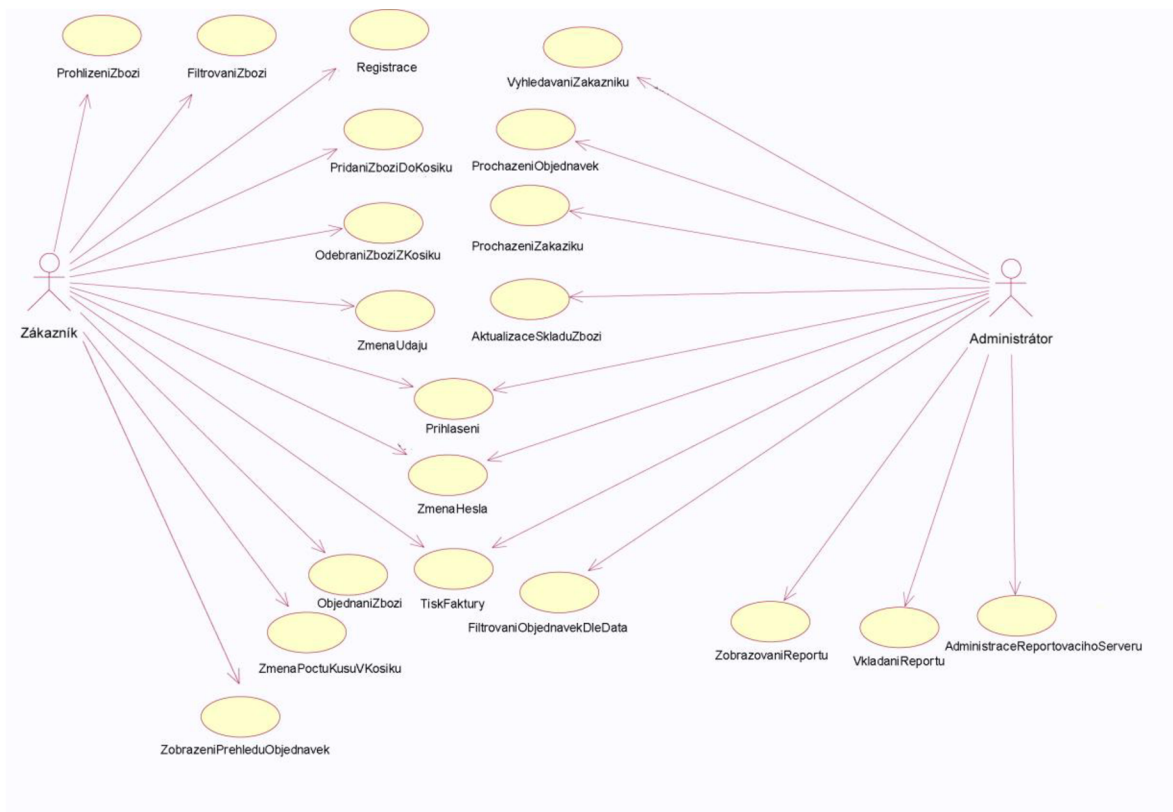 ProhlizeniZbozi
FiltrovaniZbozi
Registrace
VyhledavaniZakazniku
PridaniZboziDoKosiku
ProchazeniObjednavek
OdebraniZboziZKosiku
ProchazeniZakaziku
Zákazník
ZmenaUdaju
AktualizaceSkladuZbozi
Administrátor
Prihlaseni
ZmenaHesla
ObjednaniZbozi
TiskFaktury
FiltrovaniObjednavekDleData
ZmenaPoctuKusuVKosiku
ZobrazovaniReportu
VkladaniReportu
AdministraceReportovacihoServeru
ZobrazeniPrehleduObjednavek